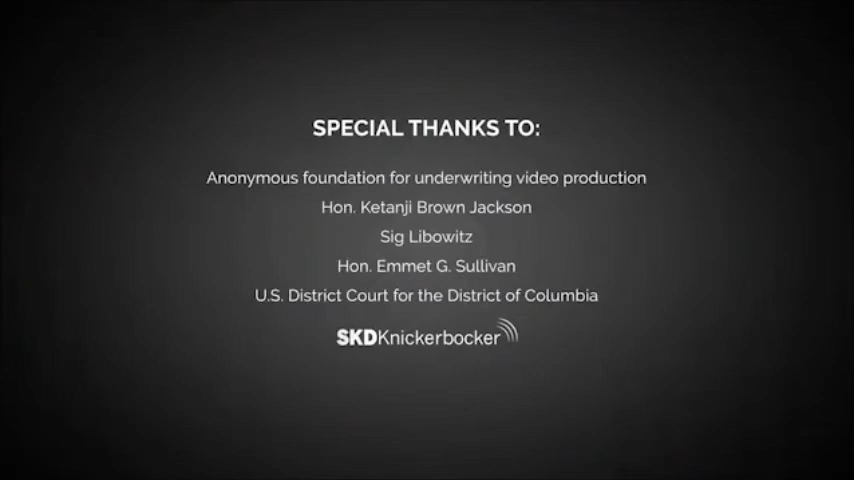 SPECIAL THANKS TO:
Anonymous foundation for underwriting video production
Hon. Ketanji Brown Jackson
Sig Libowitz
Hon. Emmet G. Sullivan
U.S. District Court for the District of Columbia
SKDKnickerbocker